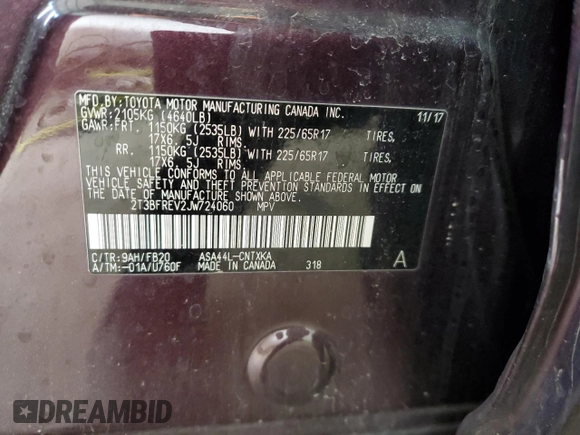 MFD.BY:TOYOTA MOTOR MANUFACTURING CANADA INC. 11/17
GVWR:2105KG (4640LB)
GAWR:FRT. 1150KG (2535LB) WITH 225/65R17 TIRES,
17X6. 5J RIMS.
RR. 1150KG (2535LB) WITH 225/65R17 TIRES,
17X6. 5J RIMS.
THIS VEHICLE CONFORMS TO ALL APPLICABLE FEDERAL MOTOR
VEHICLE SAFETY AND THEFT PREVENTION STANDARDS IN EFFECT ON
THE DATE OF MANUFACTURE SHOWN ABOVE.
2T3BFREV2JW724060 MPV
C/TR:9AH/FB20 ASA44L-CNTXKA
A/TM:-01A/U760F MADE IN CANADA 318 A
DREAMBID